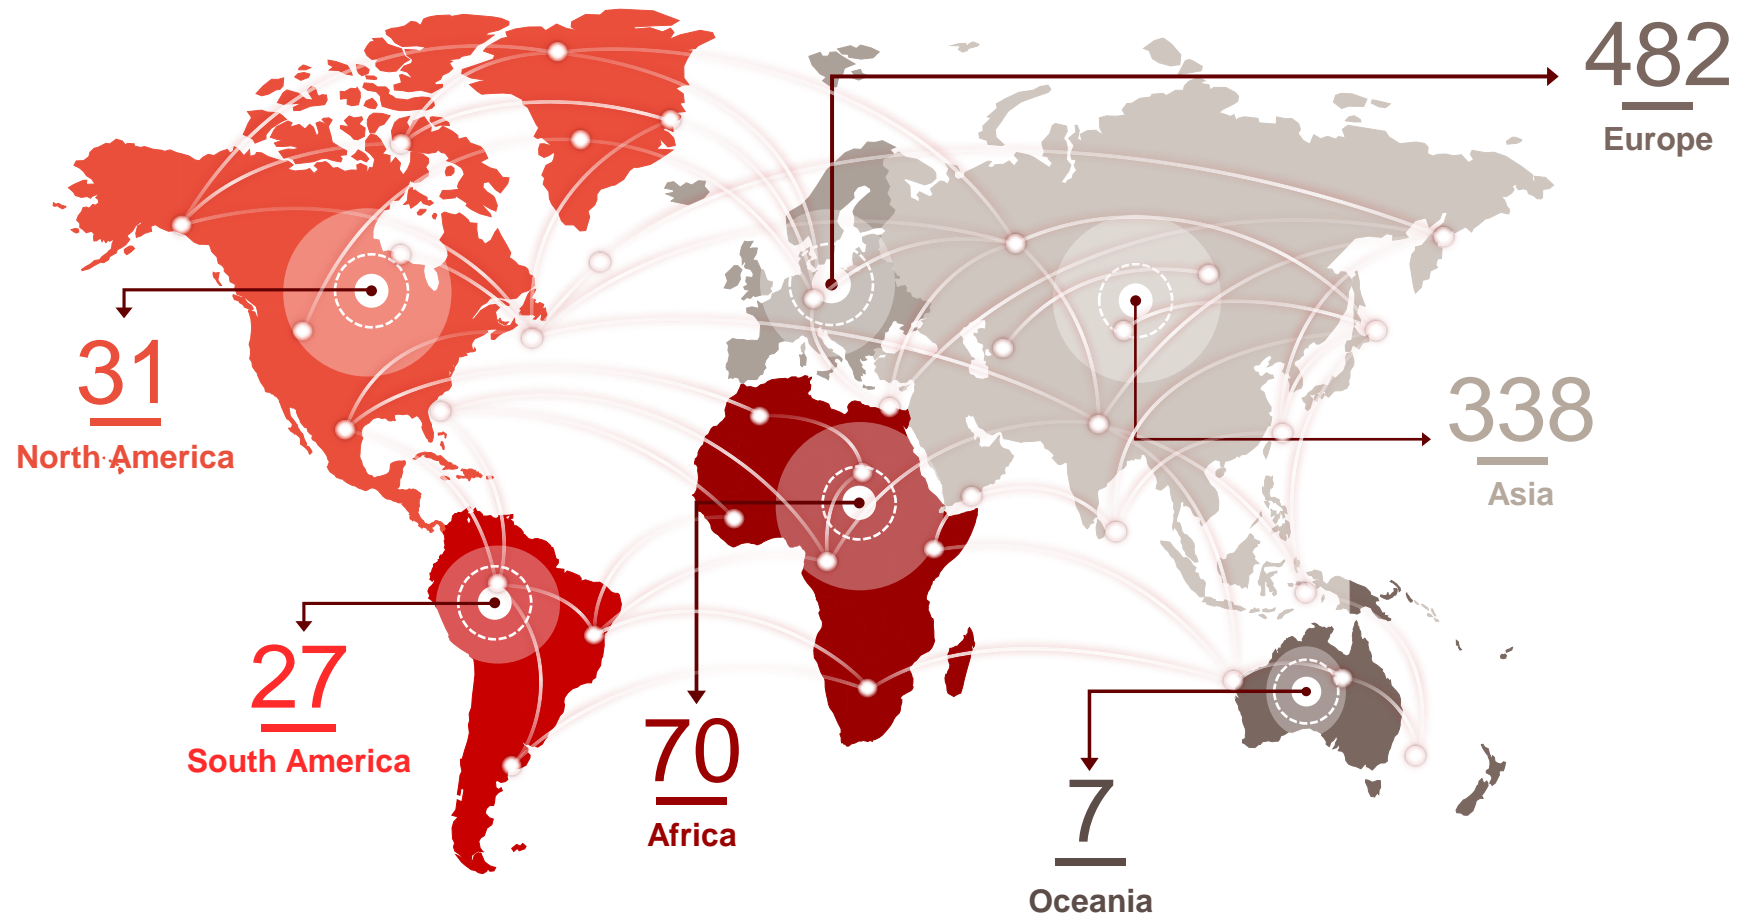 482
Europe
31
North America
338
Asia
27
South America
70
Africa
7
Oceania